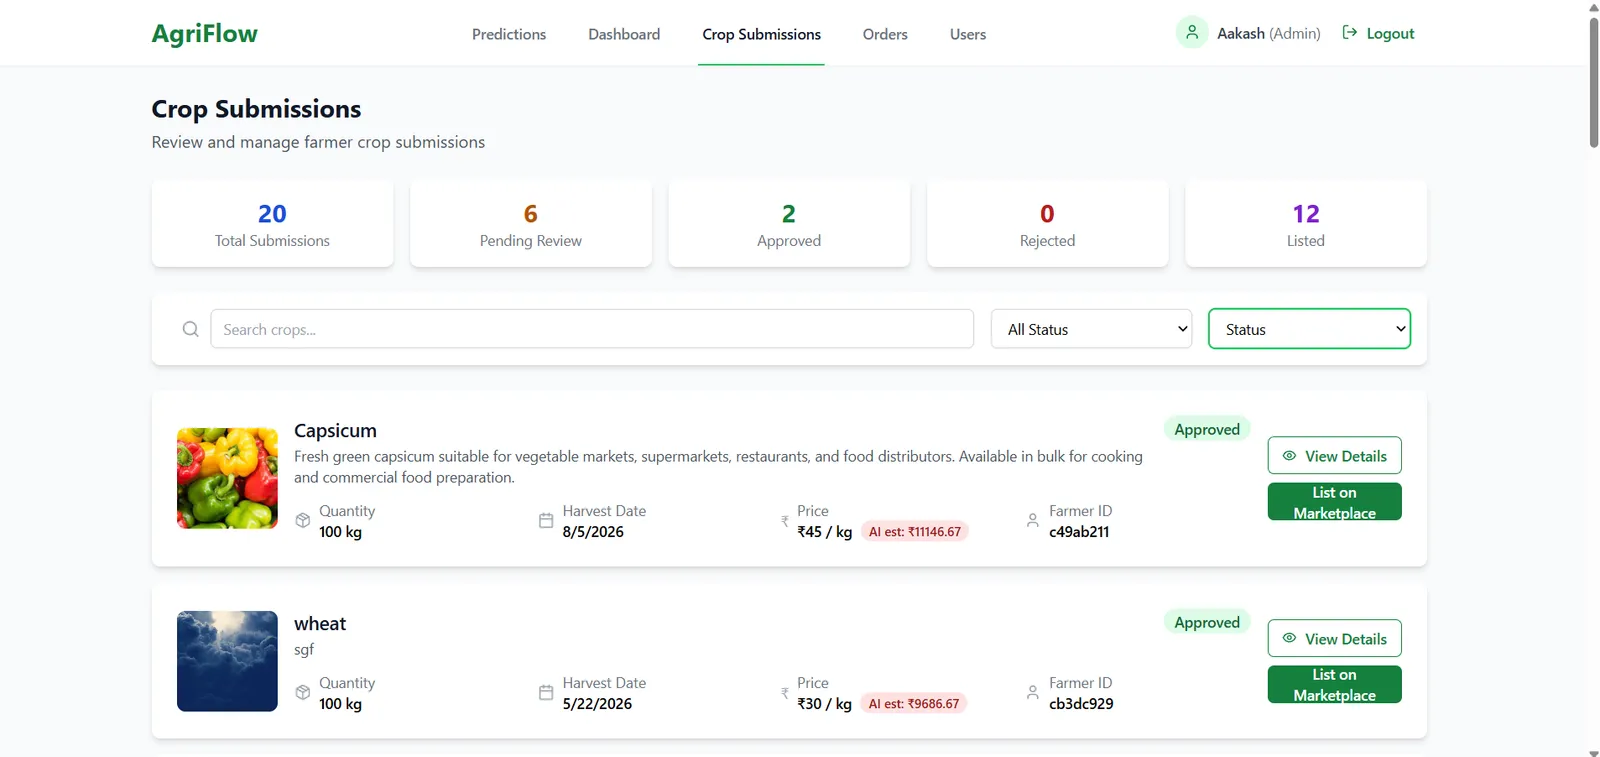 AgriFlow
Predictions
Dashboard
Crop Submissions
Orders
Users
Aakash (Admin)
Logout
Crop Submissions
Review and manage farmer crop submissions
20
Total Submissions
6
Pending Review
2
Approved
0
Rejected
12
Listed
Search crops...
All Status
Status
Capsicum
Approved
Fresh green capsicum suitable for vegetable markets, supermarkets, restaurants, and food distributors. Available in bulk for cooking
and commercial food preparation.
View Details
List on
Marketplace
Quantity
100 kg
Harvest Date
8/5/2026
₹
Price
₹45 / kg
AI est: ₹11146.67
Farmer ID
c49ab211
wheat
Approved
sgf
View Details
List on
Marketplace
Quantity
100 kg
Harvest Date
5/22/2026
₹
Price
₹30 / kg
AI est: ₹9686.67
Farmer ID
cb3dc929